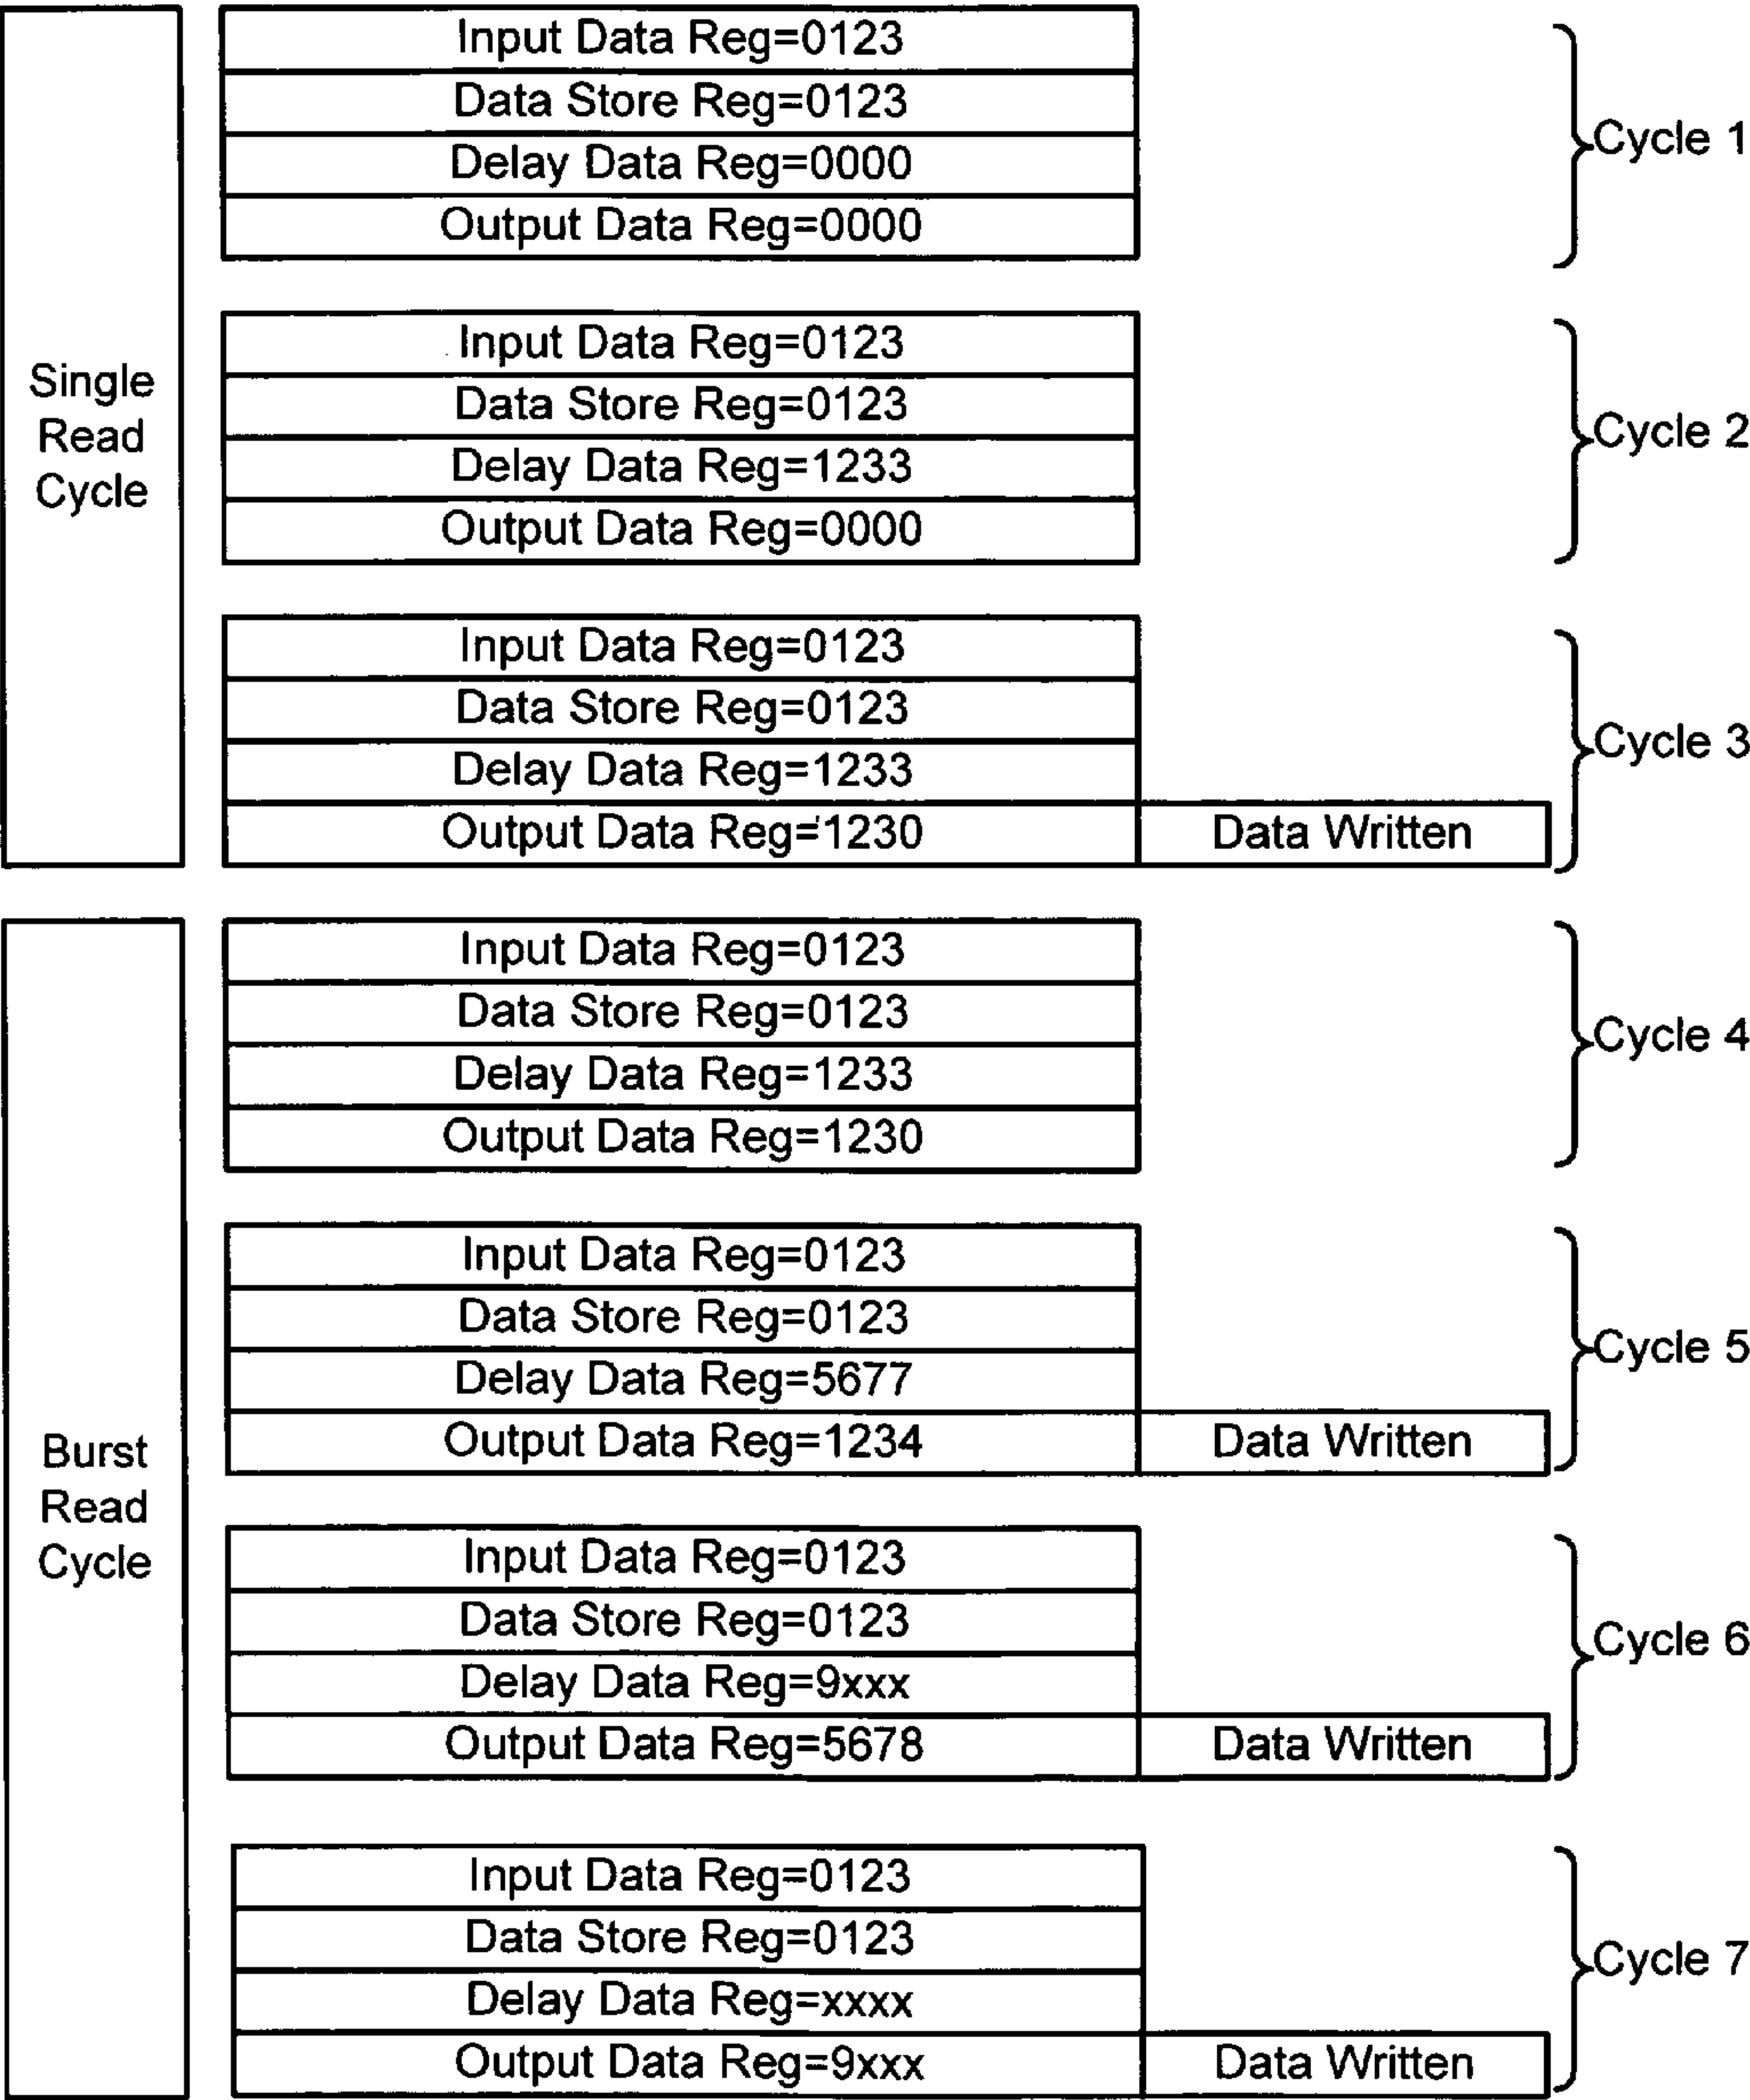 Single
Read
Cycle
Input Data Reg=0123
Data Store Reg=0123
Delay Data Reg=0000
Output Data Reg=0000
Cycle 1
Input Data Reg=0123
Data Store Reg=0123
Delay Data Reg=1233
Output Data Reg=0000
Cycle 2
Input Data Reg=0123
Data Store Reg=0123
Delay Data Reg=1233
Output Data Reg=1230
Data Written
Cycle 3
Burst
Read
Cycle
Input Data Reg=0123
Data Store Reg=0123
Delay Data Reg=1233
Output Data Reg=1230
Cycle 4
Input Data Reg=0123
Data Store Reg=0123
Delay Data Reg=5677
Output Data Reg=1234
Data Written
Cycle 5
Input Data Reg=0123
Data Store Reg=0123
Delay Data Reg=9xxx
Output Data Reg=5678
Data Written
Cycle 6
Input Data Reg=0123
Data Store Reg=0123
Delay Data Reg=xxxx
Output Data Reg=9xxx
Data Written
Cycle 7